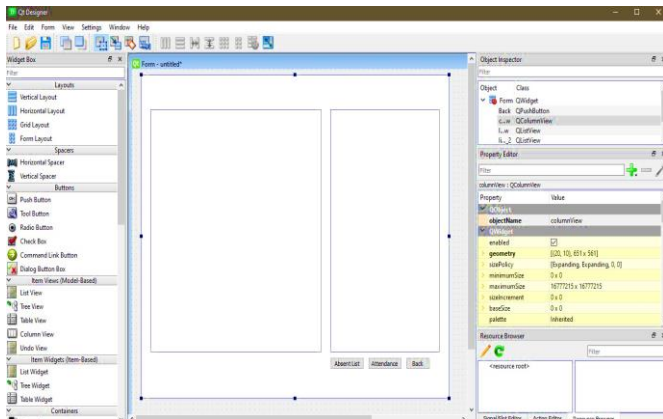 Qt Designer
File Edit Form View Settings Window Help
Widget Box
Filter
Layouts
Vertical Layout
Horizontal Layout
Grid Layout
Form Layout
Spacers
Horizontal Spacer
Vertical Spacer
Buttons
Push Button
Tool Button
Radio Button
Check Box
Command Link Button
Dialog Button Box
Item Views (Model-Based)
List View
Tree View
Table View
Column View
Undo View
Item Widgets (Item-Based)
List Widget
Tree Widget
Table Widget
Containers
Form - untitled*
Absent List Attendance Back
Object Inspector
Filter
Object Class
Form QWidget
Back QPushButton
c...w QColumnView
l...w QListView
li..._2 QListView
Property Editor
Filter
columnView : QColumnView
Property Value
QObject
objectName columnView
QWidget
enabled
geometry [(20, 10), 651 x 561]
sizePolicy [Expanding, Expanding, 0, 0]
minimumSize 0 x 0
maximumSize 16777215 x 16777215
sizeIncrement 0 x 0
baseSize 0 x 0
palette Inherited
Resource Browser
Filter
<resource root>